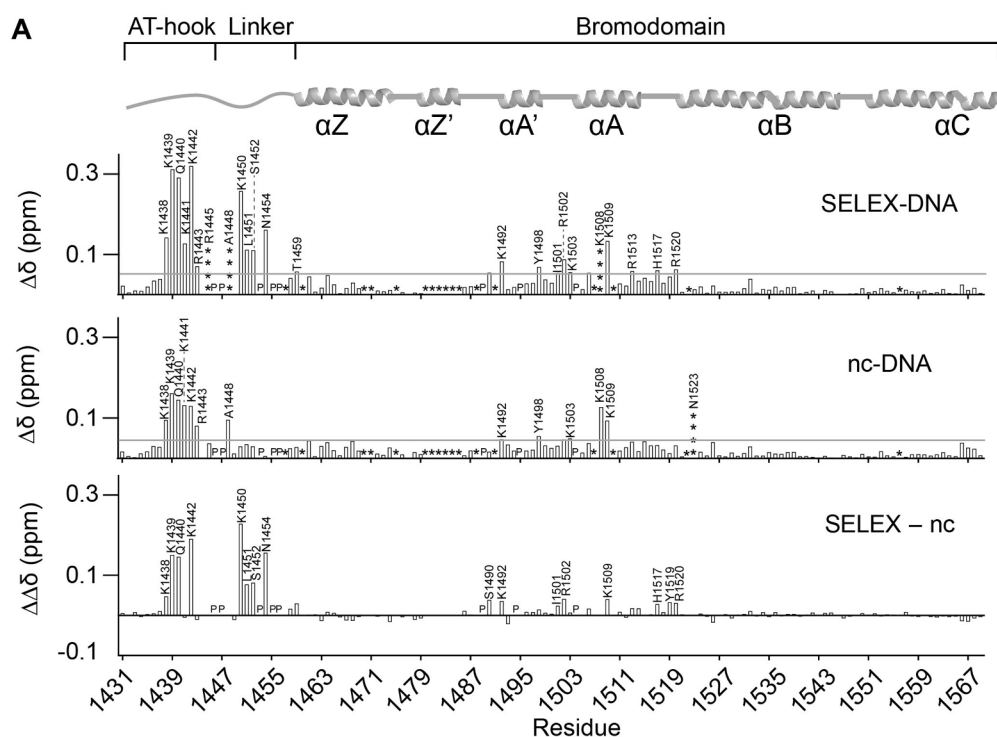 A
AT-hook Linker Bromodomain
αZ αZ' αA' αA αB αC
SELEX-DNA
Δδ (ppm)
0.3
0.1
K1438
K1439
Q1440
K1441
K1442
R1443
* * * * R1445
P P
* * * * A1448
K1450
L1451
S1452
P
N1454
P P *
T1459
*
* *
*
* * * * * *
* P *
K1492
P
Y1498
I1501
R1502
K1503
P
*
* * * * K1508
K1509
R1513
H1517
R1520
*
*
nc-DNA
Δδ (ppm)
0.3
0.1
K1438
K1439
Q1440
K1441
K1442
R1443
P P
A1448
P
P P *
*
* *
*
* * * * * *
* P *
K1492
P
Y1498
K1503
P
*
K1508
K1509
*
* * * * N1523
*
SELEX – nc
ΔΔδ (ppm)
0.3
0.1
-0.1
K1438
K1439
Q1440
K1442
P P
K1450
L1451
S1452
P
N1454
P P
P
S1490
K1492
P
I1501
R1502
P
K1509
H1517
Y1519
R1520
1431 1439 1447 1455 1463 1471 1479 1487 1495 1503 1511 1519 1527 1535 1543 1551 1559 1567
Residue